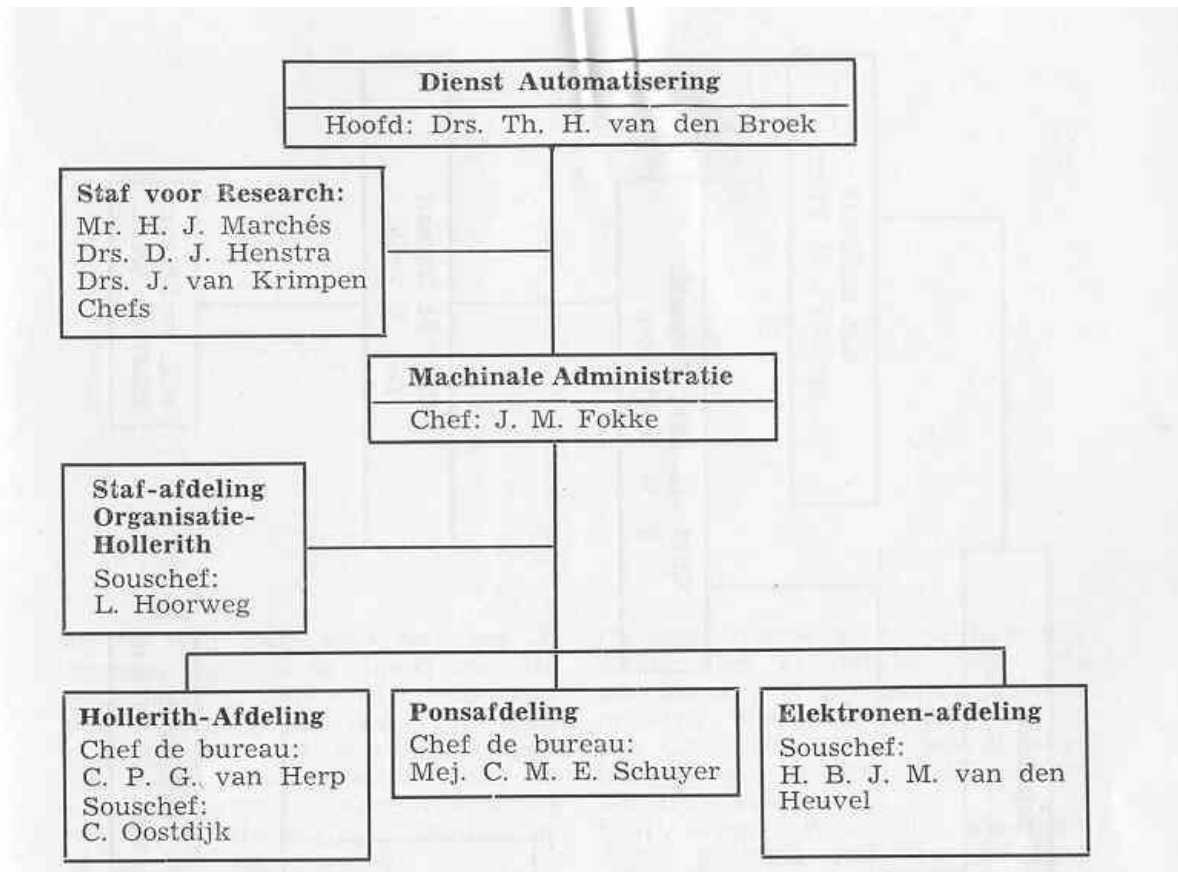 Dienst Automatisering
Hoofd: Drs. Th. H. van den Broek
Staf voor Research:
Mr. H. J. Marchés
Drs. D. J. Henstra
Drs. J. van Krimpen
Chefs
Machinale Administratie
Chef: J. M. Fokke
Staf-afdeling
Organisatie-
Hollerith
Souschef:
L. Hoorweg
Hollerith-Afdeling
Chef de bureau:
C. P. G. van Herp
Souschef:
C. Oostdijk
Ponsafdeling
Chef de bureau:
Mej. C. M. E. Schuyer
Elektronen-afdeling
Souschef:
H. B. J. M. van den
Heuvel